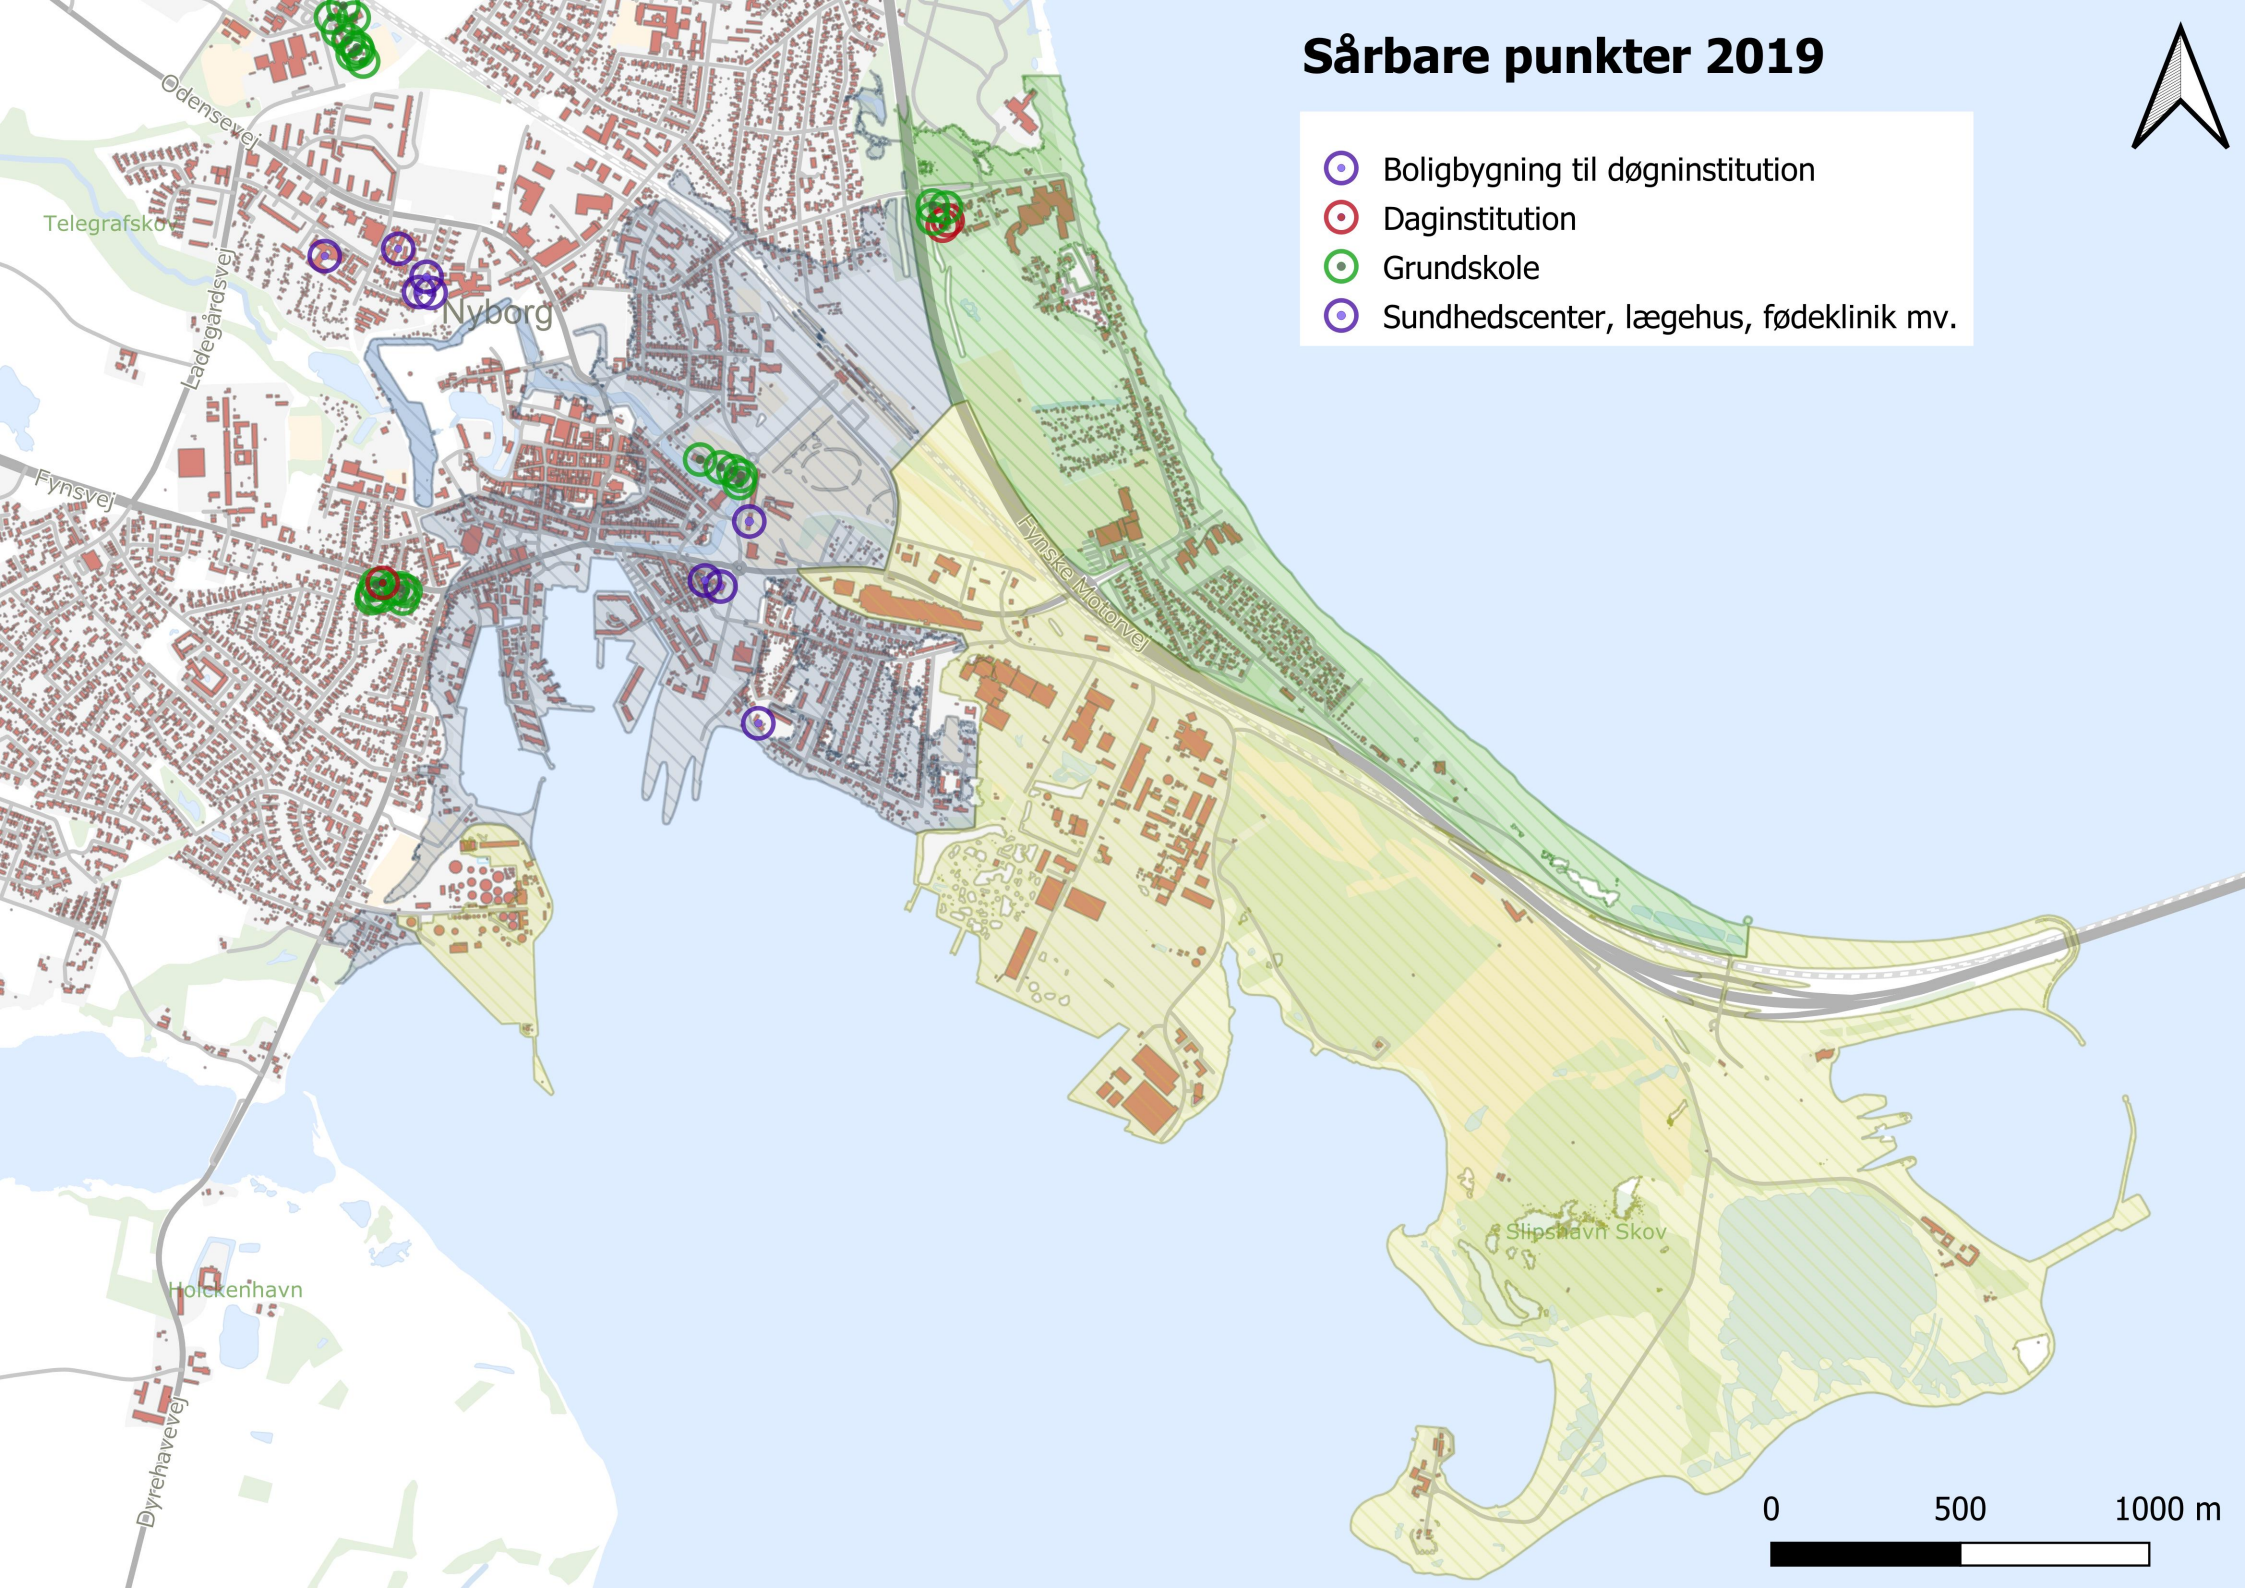 Sårbare punkter 2019
Boligbygning til døgninstitution
Daginstitution
Grundskole
Sundhedscenter, lægehus, fødeklinik mv.
Odensevej
Telegrafskov
Ladegårdsvej
Nyborg
Fynsvej
Fynske Motorvej
Slipshavn Skov
Holckenhavn
Dyrehavevej
0 500 1000 m